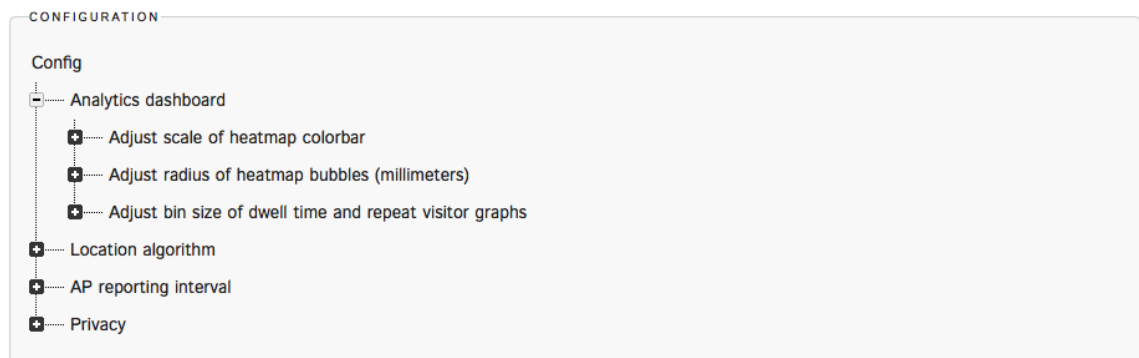 CONFIGURATION
Config
Analytics dashboard
Adjust scale of heatmap colorbar
Adjust radius of heatmap bubbles (millimeters)
Adjust bin size of dwell time and repeat visitor graphs
Location algorithm
AP reporting interval
Privacy